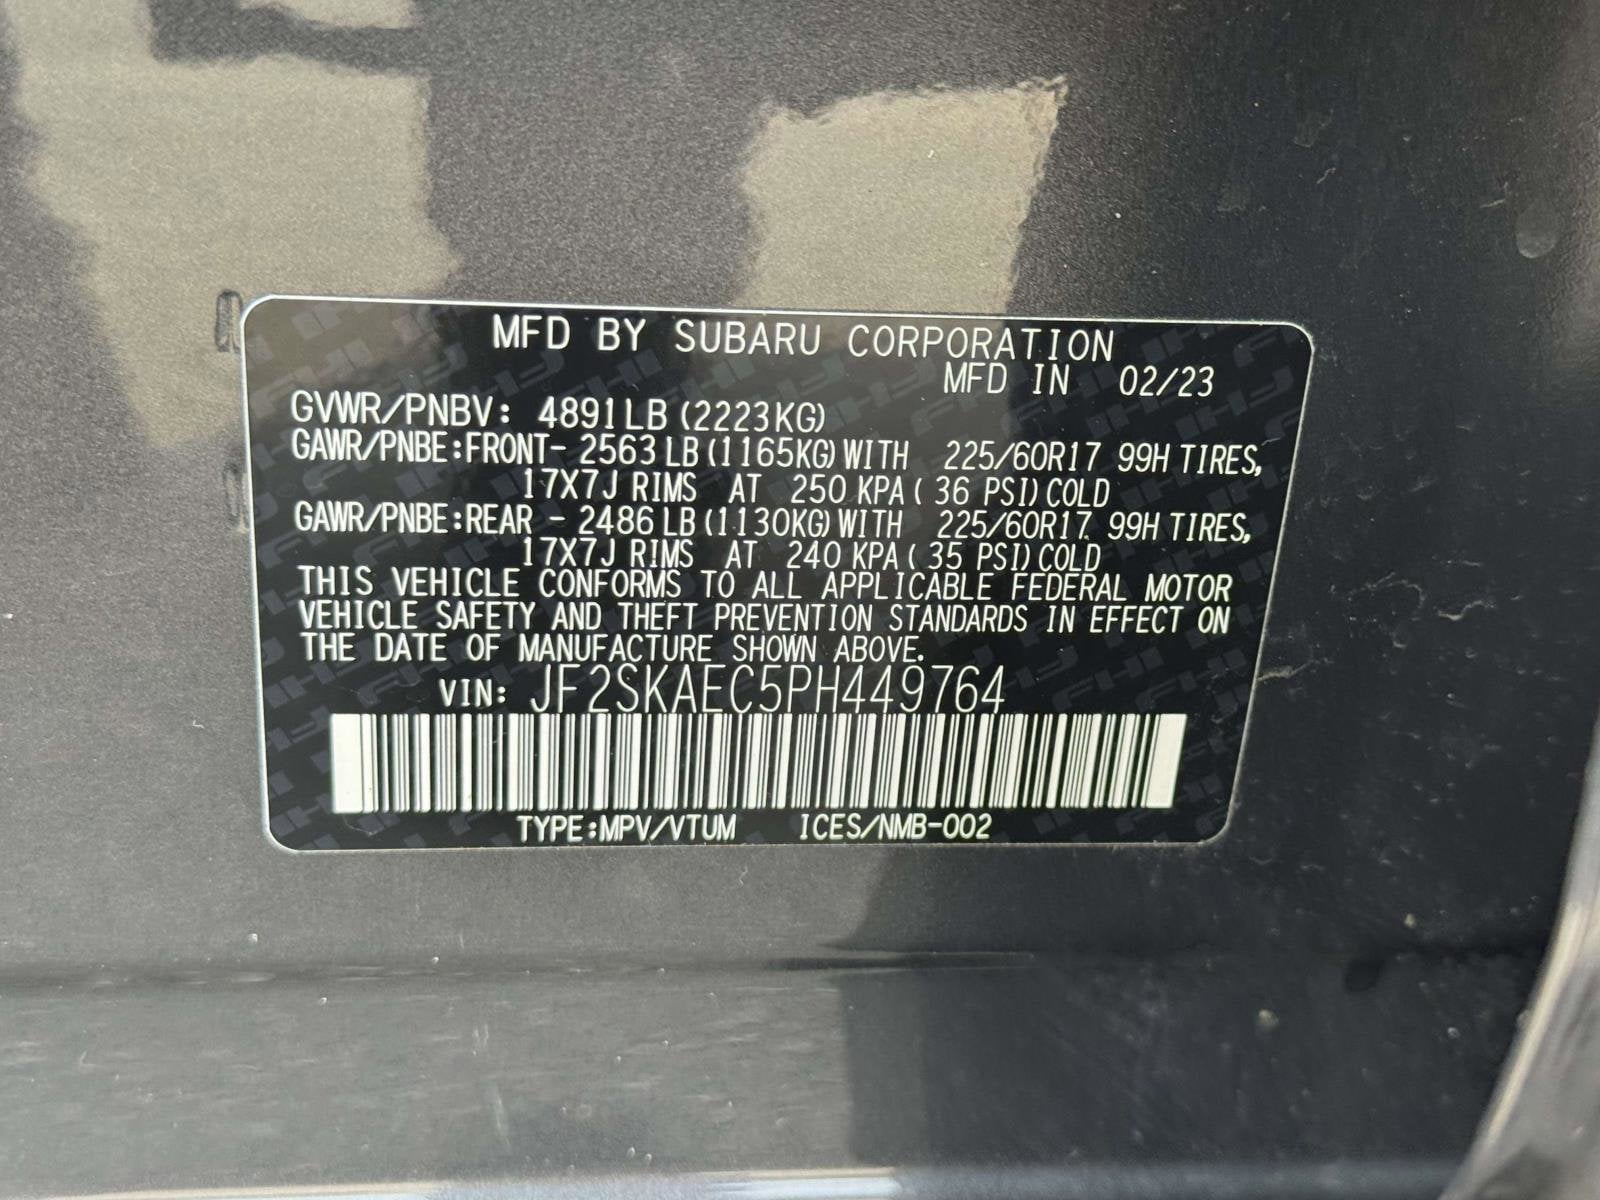 MFD BY SUBARU CORPORATION
MFD IN 02/23
GVWR/PNBV: 4891LB (2223KG)
GAWR/PNBE:FRONT- 2563 LB (1165KG) WITH 225/60R17 99H TIRES,
17X7J RIMS AT 250 KPA ( 36 PSI) COLD
GAWR/PNBE:REAR - 2486 LB (1130KG) WITH 225/60R17 99H TIRES,
17X7J RIMS AT 240 KPA ( 35 PSI) COLD
THIS VEHICLE CONFORMS TO ALL APPLICABLE FEDERAL MOTOR
VEHICLE SAFETY AND THEFT PREVENTION STANDARDS IN EFFECT ON
THE DATE OF MANUFACTURE SHOWN ABOVE.
VIN: JF2SKAEC5PH449764
TYPE:MPV/VTUM ICES/NMB-002